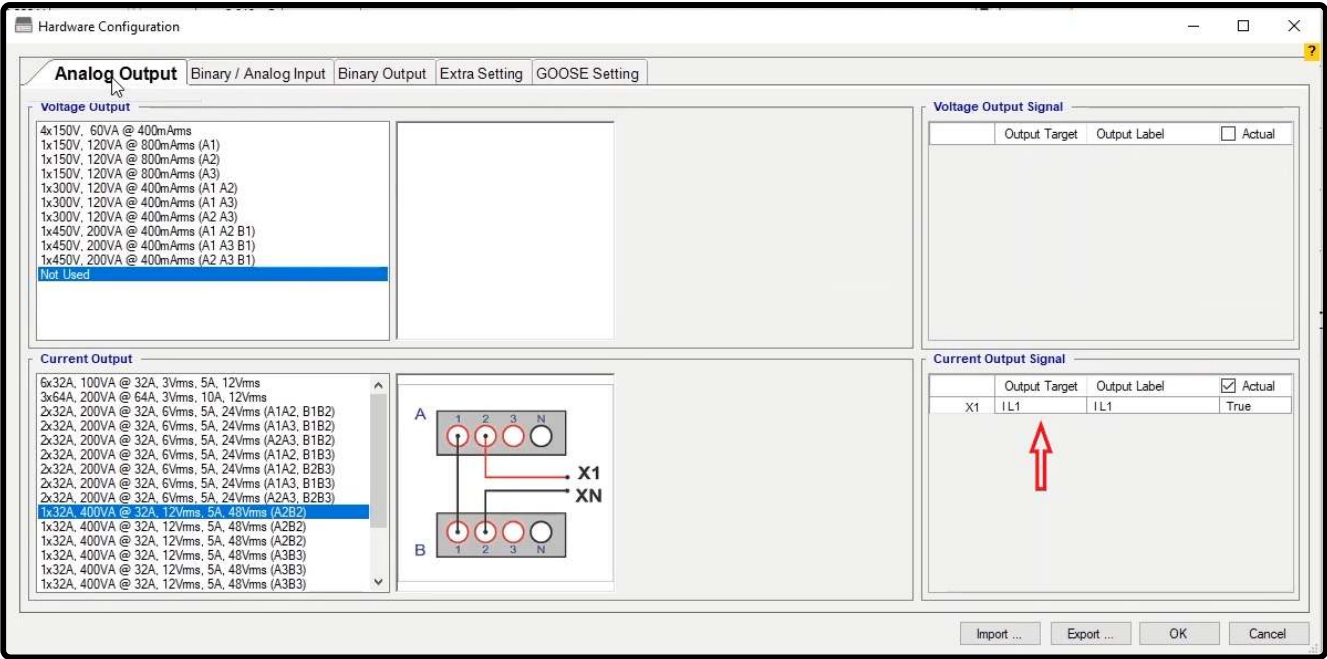 Hardware Configuration
?
Analog Output Binary / Analog Input Binary Output Extra Setting GOOSE Setting
Voltage Output
4x150V, 60VA @ 400mArms
1x150V, 120VA @ 800mArms (A1)
1x150V, 120VA @ 800mArms (A2)
1x150V, 120VA @ 800mArms (A3)
1x300V, 120VA @ 400mArms (A1 A2)
1x300V, 120VA @ 400mArms (A1 A3)
1x300V, 120VA @ 400mArms (A2 A3)
1x450V, 200VA @ 400mArms (A1 A2 B1)
1x450V, 200VA @ 400mArms (A1 A3 B1)
1x450V, 200VA @ 400mArms (A2 A3 B1)
Not Used
Voltage Output Signal
Output Target Output Label Actual
Current Output
6x32A, 100VA @ 32A, 3Vrms, 5A, 12Vrms
3x64A, 200VA @ 64A, 3Vrms, 10A, 12Vrms
2x32A, 200VA @ 32A, 6Vrms, 5A, 24Vrms (A1A2, B1B2)
2x32A, 200VA @ 32A, 6Vrms, 5A, 24Vrms (A1A3, B1B2)
2x32A, 200VA @ 32A, 6Vrms, 5A, 24Vrms (A2A3, B1B2)
2x32A, 200VA @ 32A, 6Vrms, 5A, 24Vrms (A1A2, B1B3)
2x32A, 200VA @ 32A, 6Vrms, 5A, 24Vrms (A1A2, B2B3)
2x32A, 200VA @ 32A, 6Vrms, 5A, 24Vrms (A1A3, B1B3)
2x32A, 200VA @ 32A, 6Vrms, 5A, 24Vrms (A2A3, B2B3)
1x32A, 400VA @ 32A, 12Vrms, 5A, 48Vrms (A2B2)
1x32A, 400VA @ 32A, 12Vrms, 5A, 48Vrms (A2B2)
1x32A, 400VA @ 32A, 12Vrms, 5A, 48Vrms (A2B2)
1x32A, 400VA @ 32A, 12Vrms, 5A, 48Vrms (A3B3)
1x32A, 400VA @ 32A, 12Vrms, 5A, 48Vrms (A3B3)
1x32A, 400VA @ 32A, 12Vrms, 5A, 48Vrms (A3B3)
A 1 2 3 N
X1
XN
B 1 2 3 N
Current Output Signal
Output Target Output Label Actual
X1 I L1 I L1 True
Import ... Export ... OK Cancel